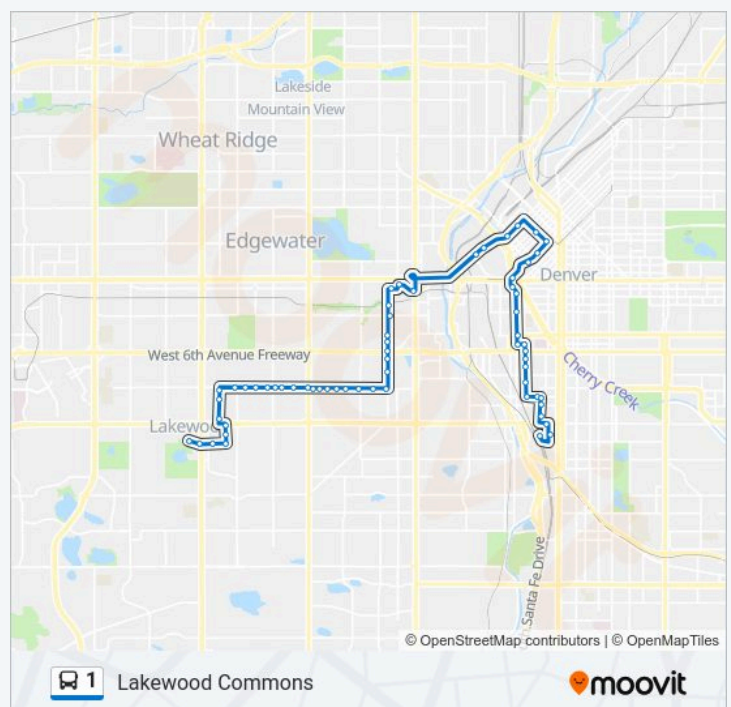 Lakeside
Mountain View
Wheat Ridge
Edgewater
Denver
West 6th Avenue Freeway
Cherry Creek
Santa Fe Drive
© OpenStreetMap contributors | © OpenMapTiles
1 Lakewood Commons
moovit